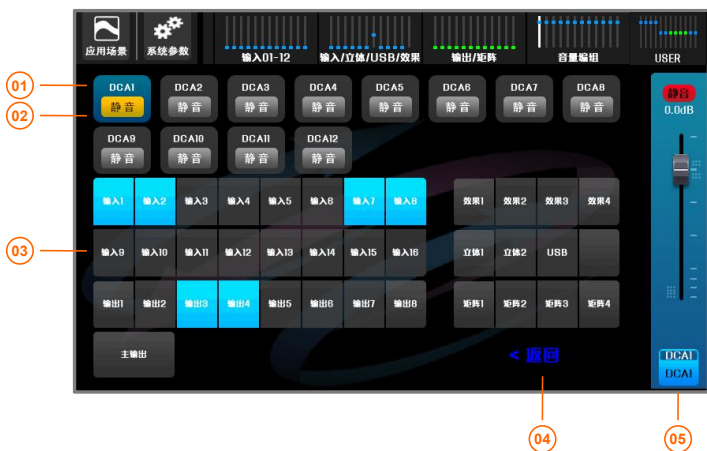 应用场景 系统参数 输入01-12 输入/立体/USB/效果 输出/矩阵 音量编组 USER
01 DCA1 DCA2 DCA3 DCA4 DCA5 DCA6 DCA7 DCA8 静音
02 静音 静音 静音 静音 静音 静音 静音 静音 0.0dB
DCA9 DCA10 DCA11 DCA12
静音 静音 静音 静音
输入1 输入2 输入3 输入4 输入5 输入6 输入7 输入8 效果1 效果2 效果3 效果4
03 输入9 输入10 输入11 输入12 输入13 输入14 输入15 输入16 立体1 立体2 USB
输出1 输出2 输出3 输出4 输出5 输出6 输出7 输出8 矩阵1 矩阵2 矩阵3 矩阵4
主输出 < 返回 DCA1
DCA1
04 05